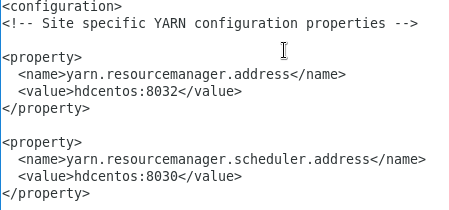 <configuration>
<!-- Site specific YARN configuration properties -->
<property>
<name>yarn.resourcemanager.address</name>
<value>hdcentos:8032</value>
</property>
<property>
<name>yarn.resourcemanager.scheduler.address</name>
<value>hdcentos:8030</value>
</property>